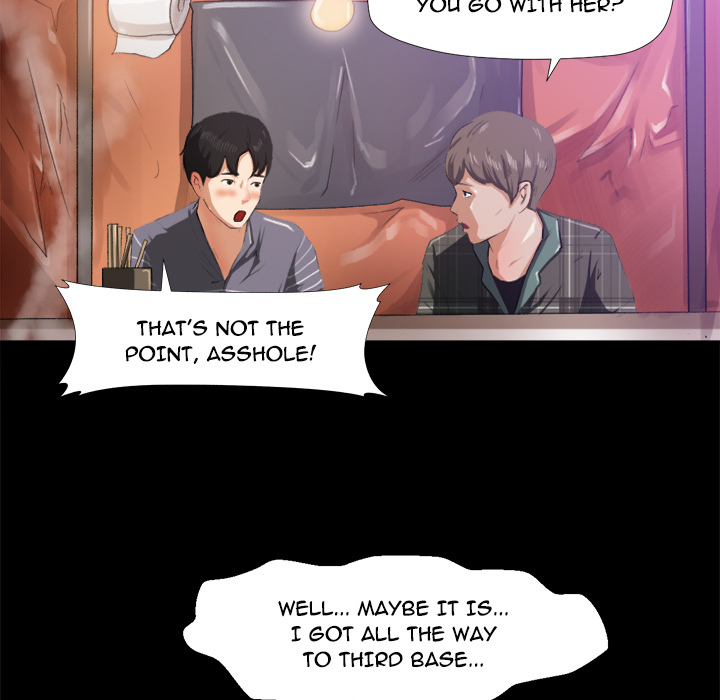 YOU GO WITH HER?
THAT'S NOT THE
POINT, ASSHOLE!
WELL... MAYBE IT IS...
I GOT ALL THE WAY
TO THIRD BASE...